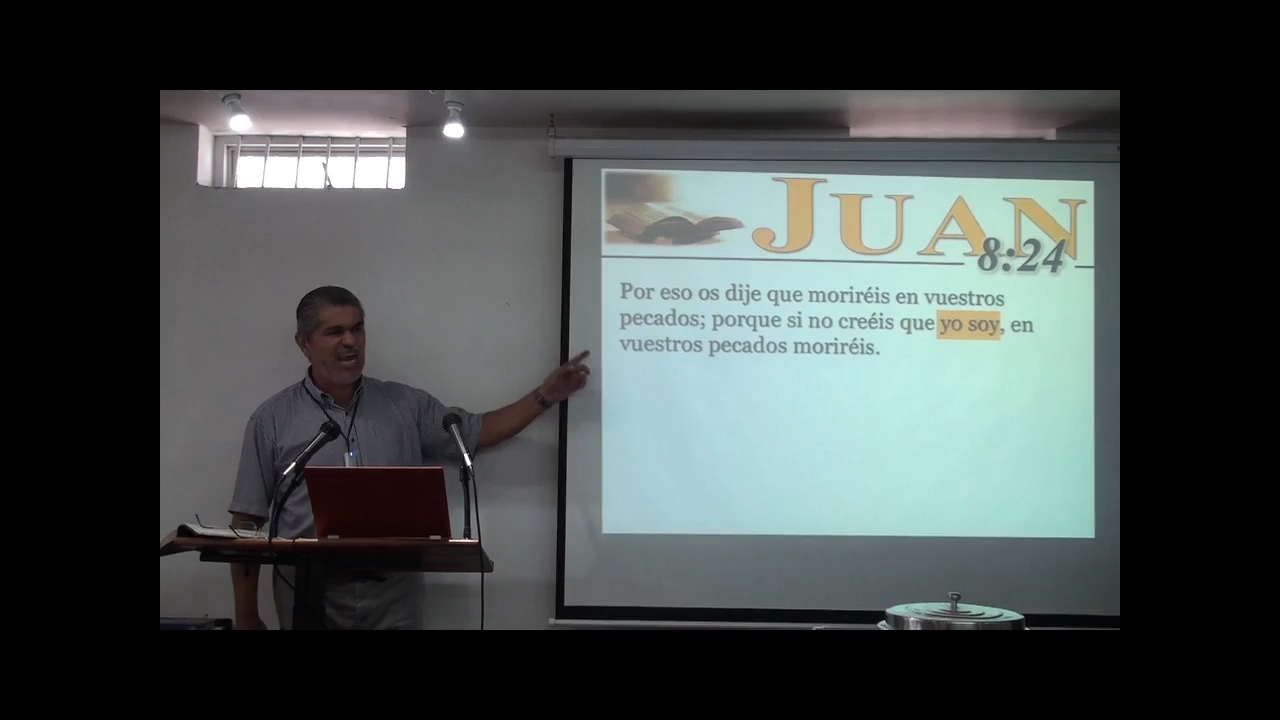 JUAN
8:24
Por eso os dije que moriréis en vuestros
pecados; porque si no creéis que yo soy, en
vuestros pecados moriréis.